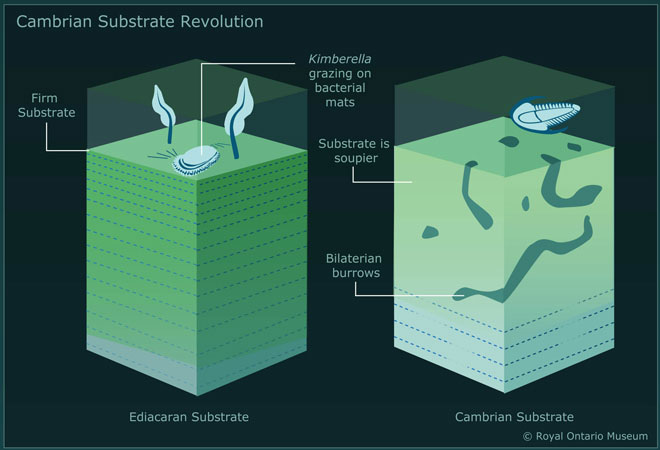 Cambrian Substrate Revolution
Firm
Substrate
Kimberella
grazing on
bacterial
mats
Substrate is
soupier
Bilaterian
burrows
Ediacaran Substrate
Cambrian Substrate
© Royal Ontario Museum